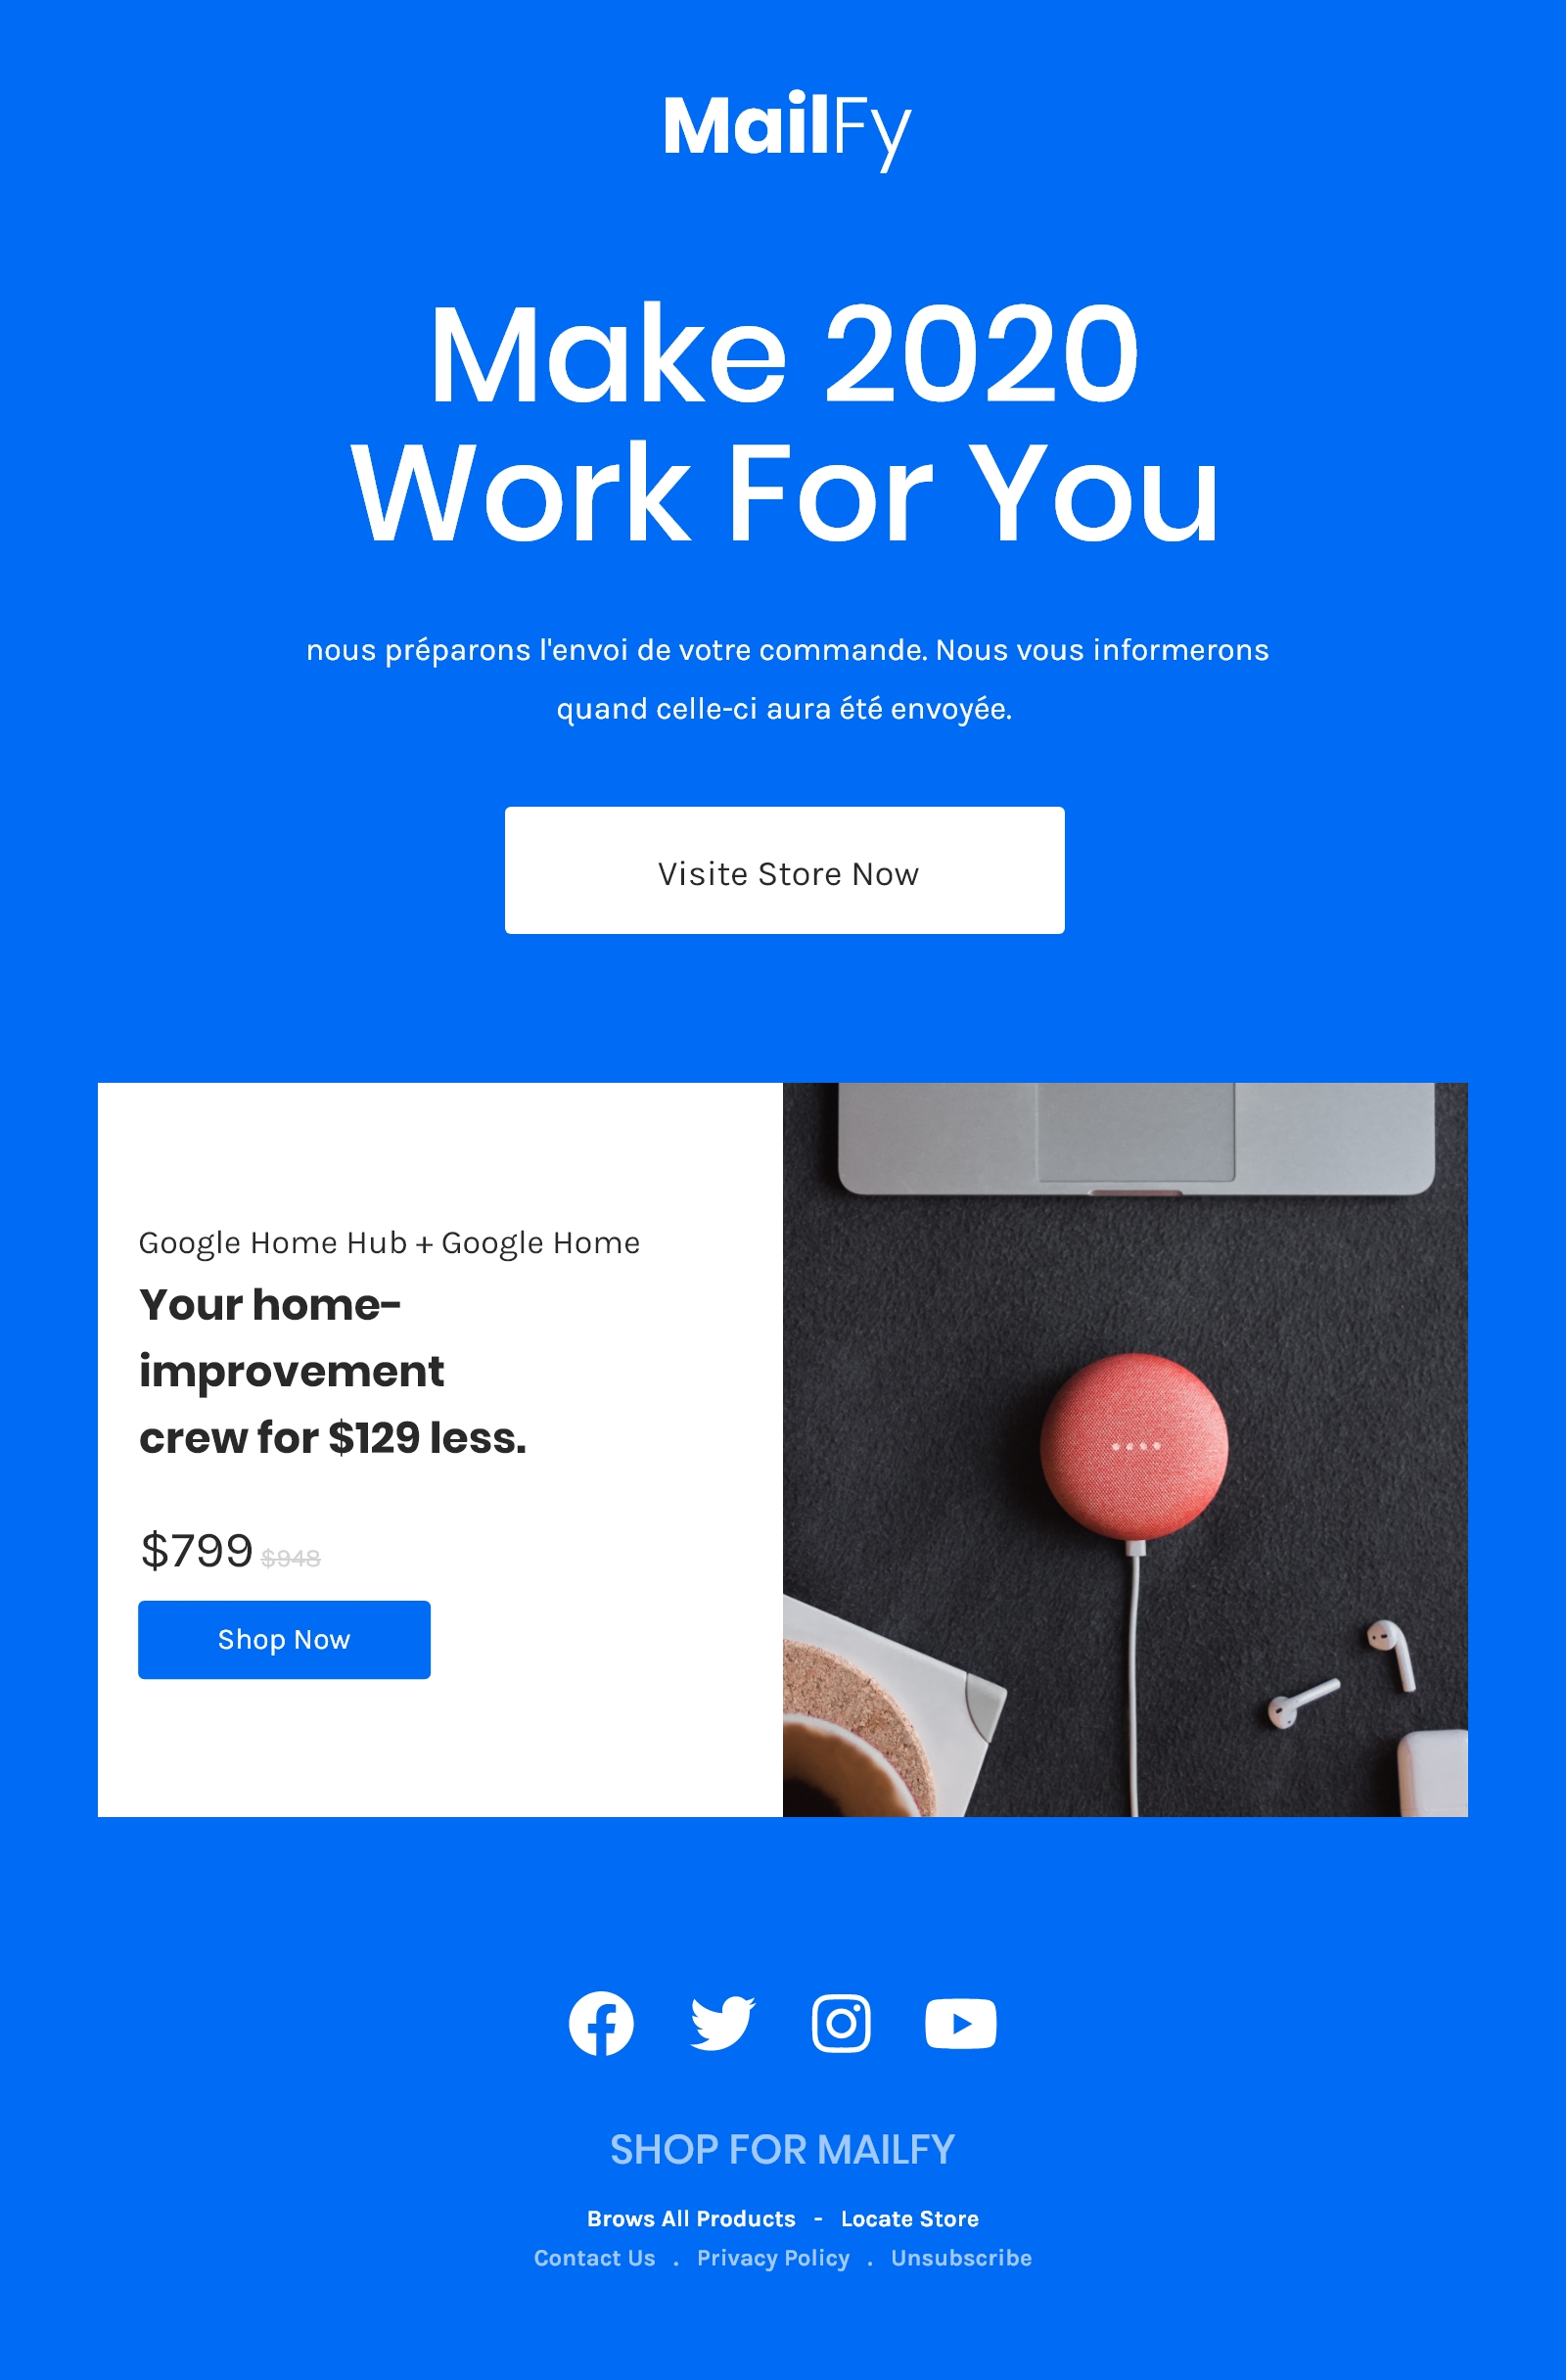 MailFy
Make 2020
Work For You
nous préparons l'envoi de votre commande. Nous vous informerons
quand celle-ci aura été envoyée.
Visite Store Now
Google Home Hub + Google Home
Your home-
improvement
crew for $129 less.
$799 $948
Shop Now
SHOP FOR MAILFY
Brows All Products - Locate Store
Contact Us . Privacy Policy . Unsubscribe